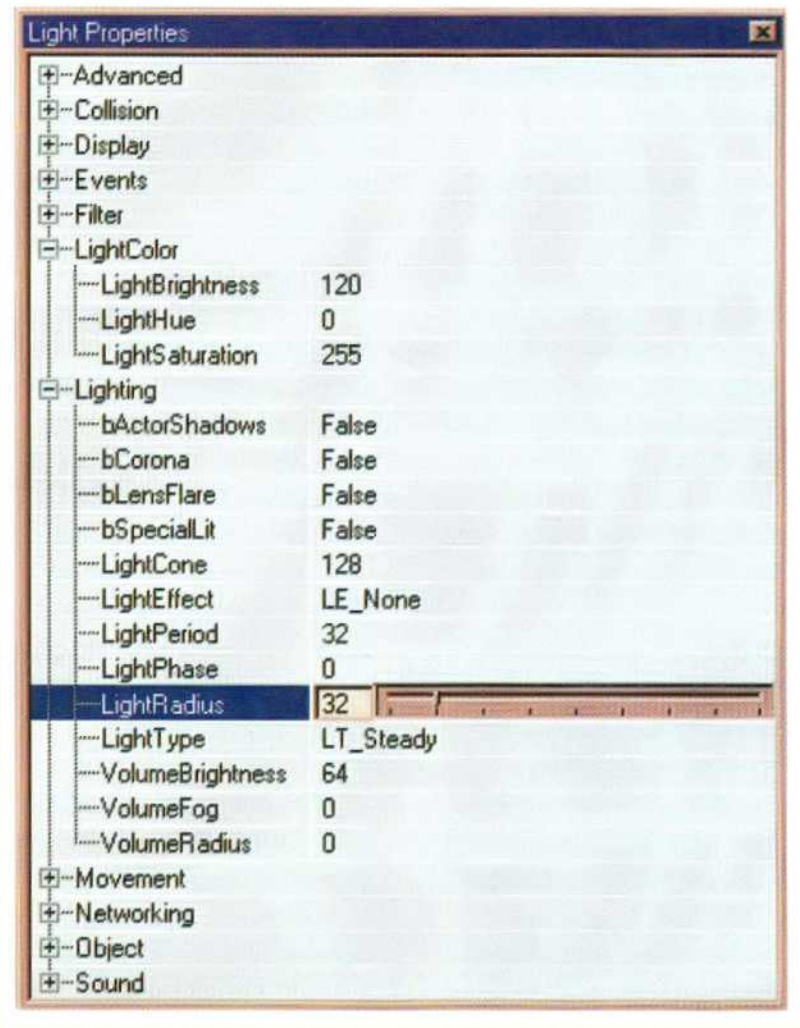 Light Properties
Advanced
Collision
Display
Events
Filter
LightColor
LightBrightness 120
LightHue 0
LightSaturation 255
Lighting
bActorShadows False
bCorona False
bLensFlare False
bSpecialLit False
LightCone 128
LightEffect LE_None
LightPeriod 32
LightPhase 0
LightRadius 32
LightType LT_Steady
VolumeBrightness 64
VolumeFog 0
VolumeRadius 0
Movement
Networking
Object
Sound